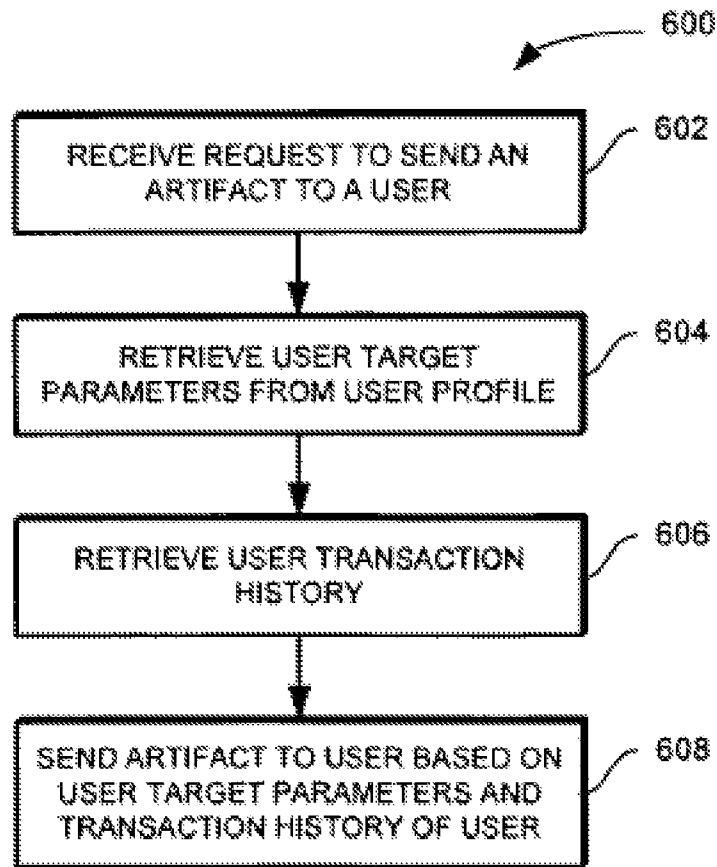 600
602
RECEIVE REQUEST TO SEND AN
ARTIFACT TO A USER
604
RETRIEVE USER TARGET
PARAMETERS FROM USER PROFILE
606
RETRIEVE USER TRANSACTION
HISTORY
608
SEND ARTIFACT TO USER BASED ON
USER TARGET PARAMETERS AND
TRANSACTION HISTORY OF USER